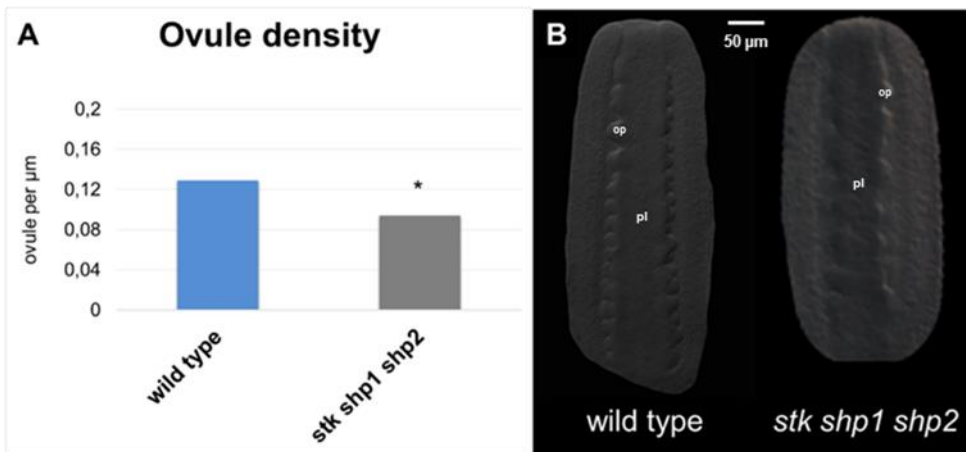 A
Ovule density
0,2
0,16
0,12
0,08
0,04
0
ovule per µm
*
wild type
stk shp1 shp2
B
50 µm
op
pl
wild type
op
pl
stk shp1 shp2